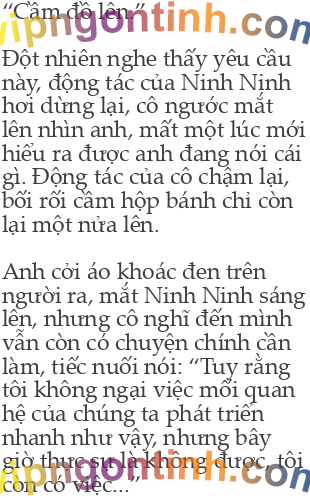 “Cầm đồ lên.”
vipngontinh.com
Đột nhiên nghe thấy yêu cầu
này, động tác của Ninh Ninh
hơi dừng lại, cô ngước mắt
lên nhìn anh, mất một lúc mới
hiểu ra được anh đang nói cái
gì. Động tác của cô chậm lại,
bối rối cầm hộp bánh chỉ còn
lại một nửa lên.
Anh cởi áo khoác đen trên
người ra, mắt Ninh Ninh sáng
lên, nhưng cô nghĩ đến mình
vẫn còn có chuyện chính cần
làm, tiếc nuối nói: “Tuy rằng
tôi không ngại việc mối quan
hệ của chúng ta phát triển
nhanh như vậy, nhưng bây
giờ thực sự là không được, tôi
còn có việc...”
vipngontinh.com